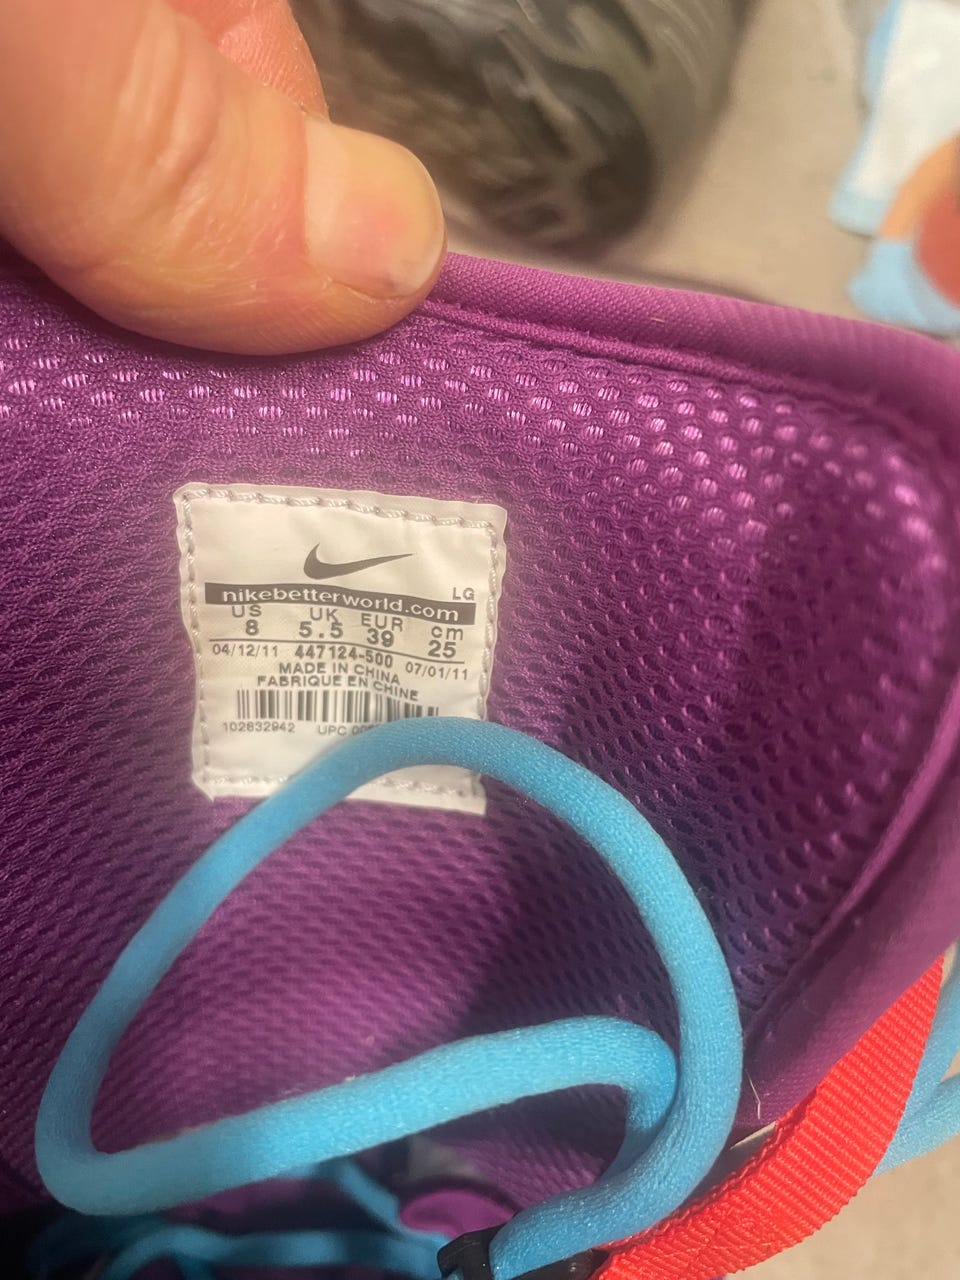 LG
nikebetterworld.com
US UK EUR cm
8 5.5 39 25
04/12/11 447124-500 07/01/11
MADE IN CHINA
FABRIQUE EN CHINE
102832942 UPC